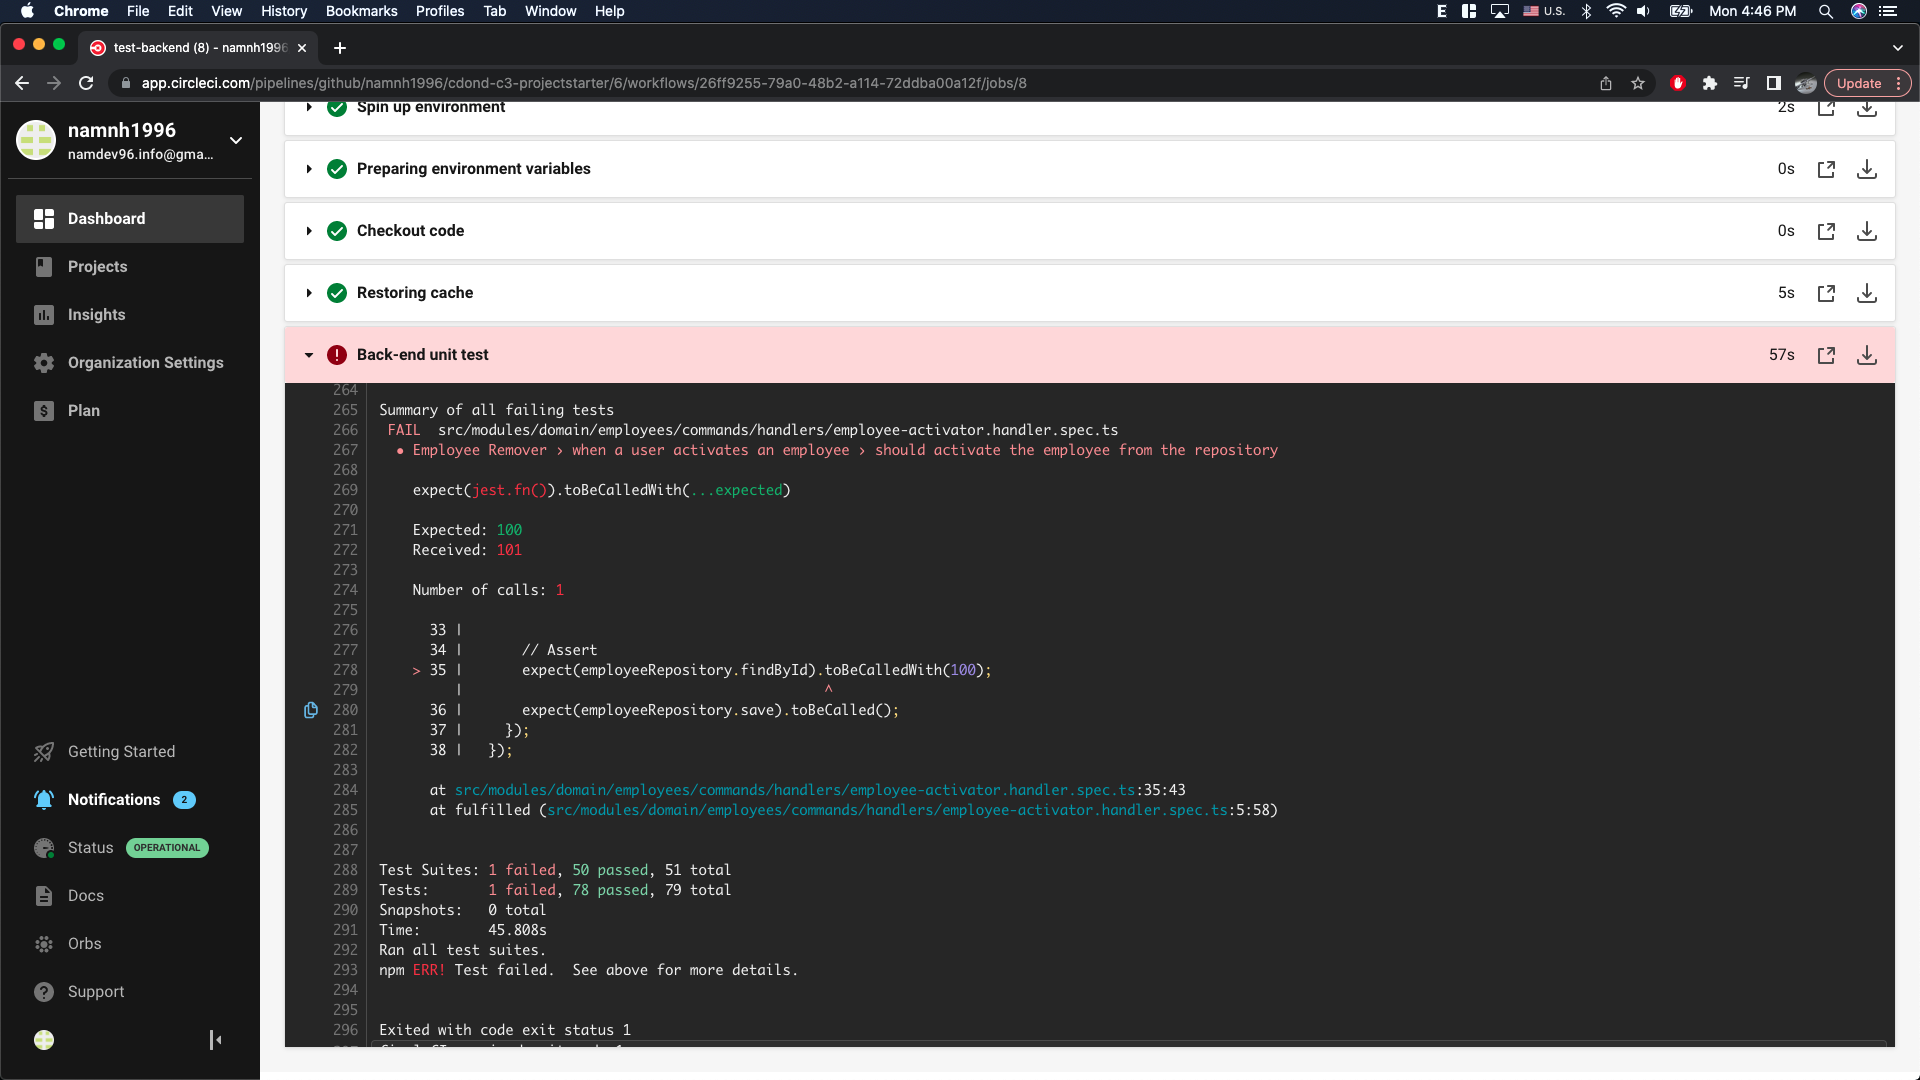 Chrome File Edit View History Bookmarks Profiles Tab Window Help E U.S. Mon 4:46 PM
test-backend (8) - namnh1996
app.circleci.com/pipelines/github/namnh1996/cdond-c3-projectstarter/6/workflows/26ff9255-79a0-48b2-a114-72ddba00a12f/jobs/8 Update
namnh1996
namdev96.info@gma...
Dashboard
Projects
Insights
Organization Settings
$ Plan
Getting Started
Notifications 2
Status OPERATIONAL
Docs
Orbs
Support
Spin up environment 2s
Preparing environment variables 0s
Checkout code 0s
Restoring cache 5s
Back-end unit test 57s
264
265 Summary of all failing tests
266 FAIL src/modules/domain/employees/commands/handlers/employee-activator.handler.spec.ts
267 ● Employee Remover › when a user activates an employee › should activate the employee from the repository
268
269 expect(jest.fn()).toBeCalledWith(...expected)
270
271 Expected: 100
272 Received: 101
273
274 Number of calls: 1
275
276 33 |
277 34 | // Assert
278 > 35 | expect(employeeRepository.findById).toBeCalledWith(100);
279 | ^
280 36 | expect(employeeRepository.save).toBeCalled();
281 37 | });
282 38 | });
283
284 at src/modules/domain/employees/commands/handlers/employee-activator.handler.spec.ts:35:43
285 at fulfilled (src/modules/domain/employees/commands/handlers/employee-activator.handler.spec.ts:5:58)
286
287
288 Test Suites: 1 failed, 50 passed, 51 total
289 Tests: 1 failed, 78 passed, 79 total
290 Snapshots: 0 total
291 Time: 45.808s
292 Ran all test suites.
293 npm ERR! Test failed. See above for more details.
294
295
296 Exited with code exit status 1